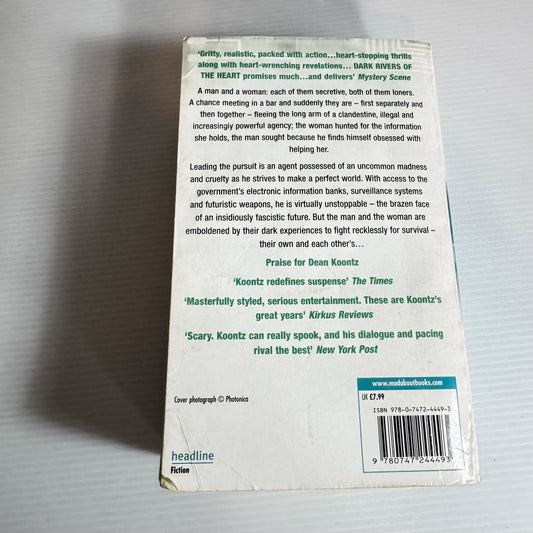 ‘Gritty, realistic, packed with action...heart-stopping thrills
along with heart-wrenching revelations... DARK RIVERS OF
THE HEART promises much...and delivers’ Mystery Scene
A man and a woman: each of them secretive, both of them loners.
A chance meeting in a bar and suddenly they are – first separately and
then together – fleeing the long arm of a clandestine, illegal and
increasingly powerful agency; the woman hunted for the information
she holds, the man sought because he finds himself obsessed with
helping her.
Leading the pursuit is an agent possessed of an uncommon madness
and cruelty as he strives to make a perfect world. With access to the
government's electronic information banks, surveillance systems
and futuristic weapons, he is virtually unstoppable – the brazen face
of an insidiously fascistic future. But the man and the woman are
emboldened by their dark experiences to fight recklessly for survival –
their own and each other's...
Praise for Dean Koontz
‘Koontz redefines suspense’ The Times
‘Masterfully styled, serious entertainment. These are Koontz's
great years’ Kirkus Reviews
‘Scary. Koontz can really spook, and his dialogue and pacing
rival the best’ New York Post
www.madaboutbooks.com
UK £7.99
ISBN 978-0-7472-4449-3
Cover photograph © Photonica
9 780747 244493
headline
Fiction